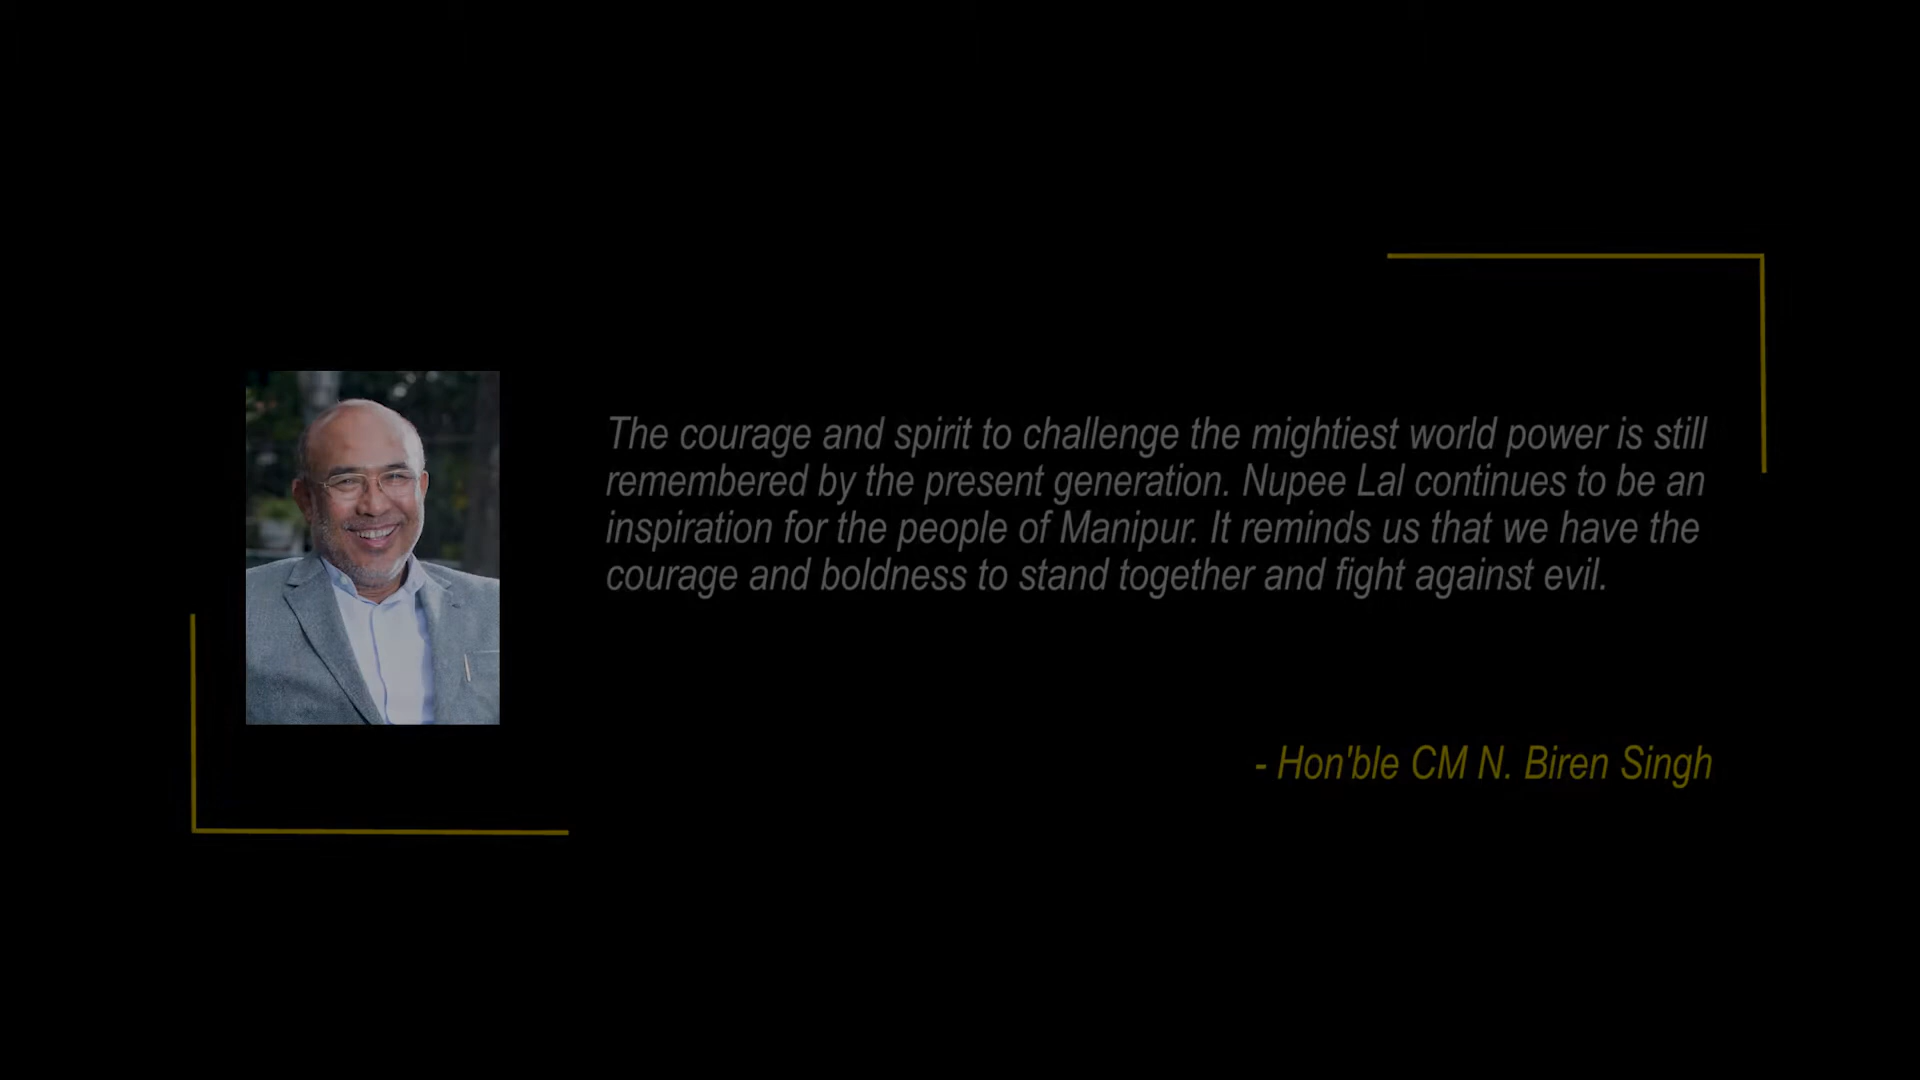 The courage and spirit to challenge the mightiest world power is still
remembered by the present generation. Nupee Lal continues to be an
inspiration for the people of Manipur. It reminds us that we have the
courage and boldness to stand together and fight against evil.
- Hon'ble CM N. Biren Singh